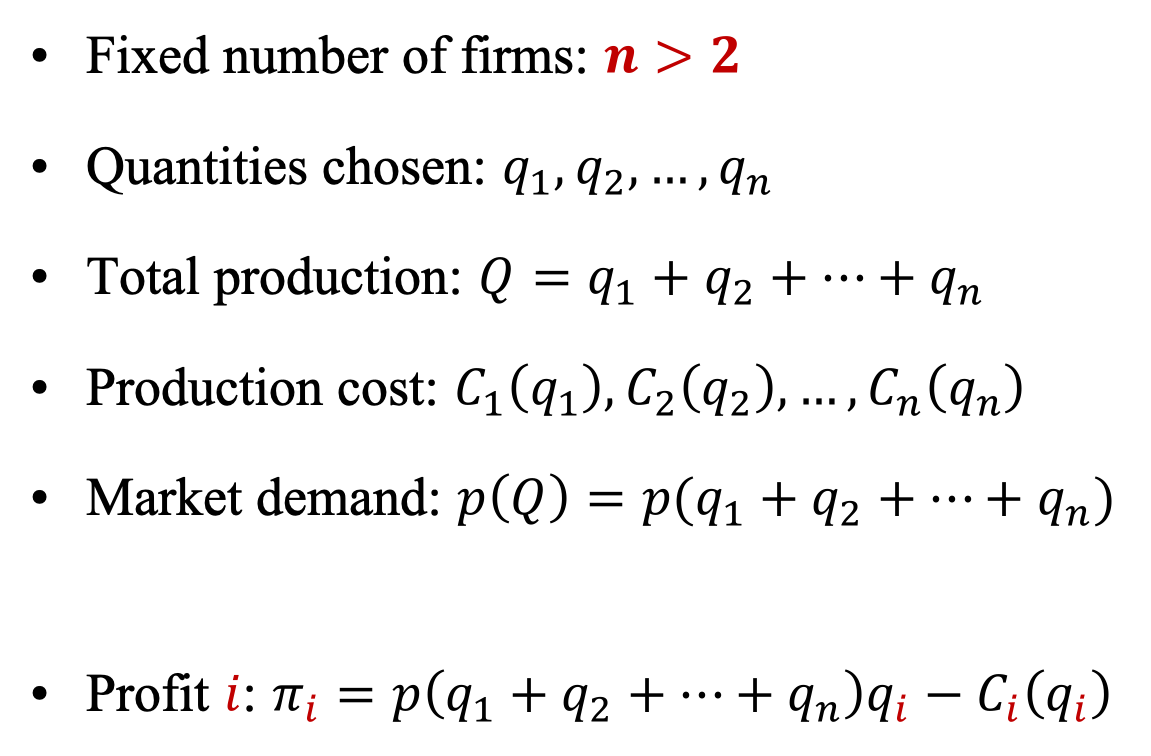 • Fixed number of firms: n > 2
• Quantities chosen: q₁, q₂, … , qₙ
• Total production: Q = q₁ + q₂ + ⋯ + qₙ
• Production cost: C₁(q₁), C₂(q₂), … , Cₙ(qₙ)
• Market demand: p(Q) = p(q₁ + q₂ + ⋯ + qₙ)
• Profit i: πᵢ = p(q₁ + q₂ + ⋯ + qₙ)qᵢ − Cᵢ(qᵢ)